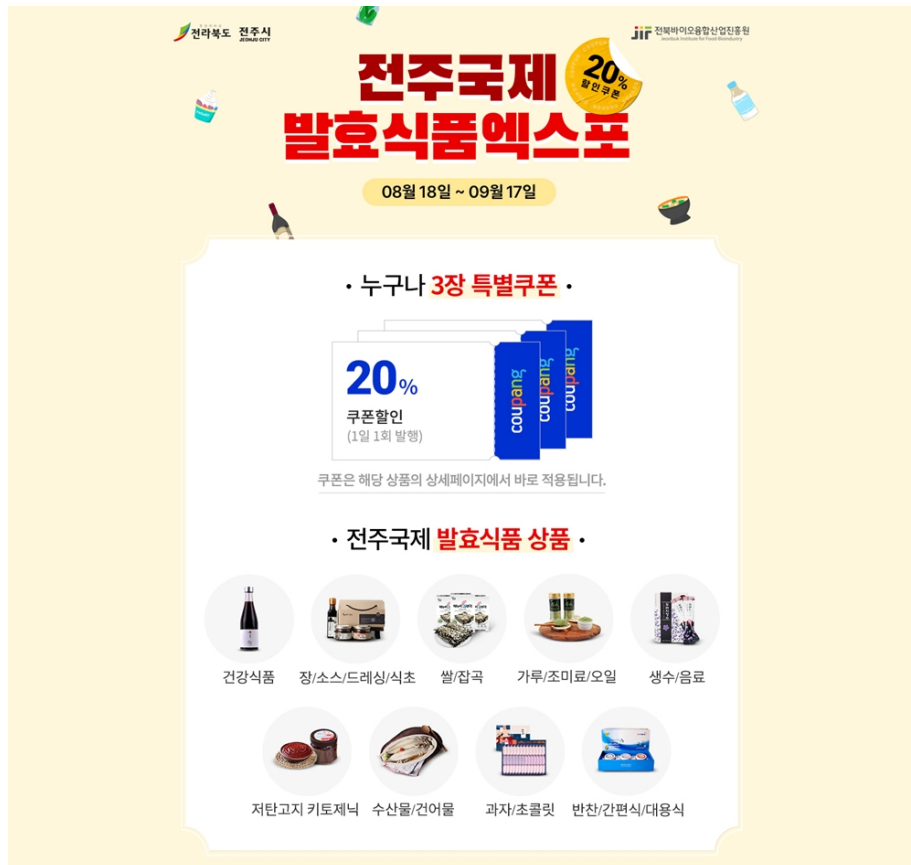 전라북도 전주시
JEONJU CITY
JIF 전북바이오융합산업진흥원
Jeonbuk Institute for Food-Bioindustry
전주국제
20%
할인쿠폰
발효식품엑스포
08월 18일 ~ 09월 17일
• 누구나 3장 특별쿠폰 •
20%
쿠폰할인
(1일 1회 발행)
coupang
coupang
coupang
쿠폰은 해당 상품의 상세페이지에서 바로 적용됩니다.
• 전주국제 발효식품 상품 •
건강식품 장/소스/드레싱/식초 쌀/잡곡 가루/조미료/오일 생수/음료
저탄고지 키토제닉 수산물/건어물 과자/초콜릿 반찬/간편식/대용식